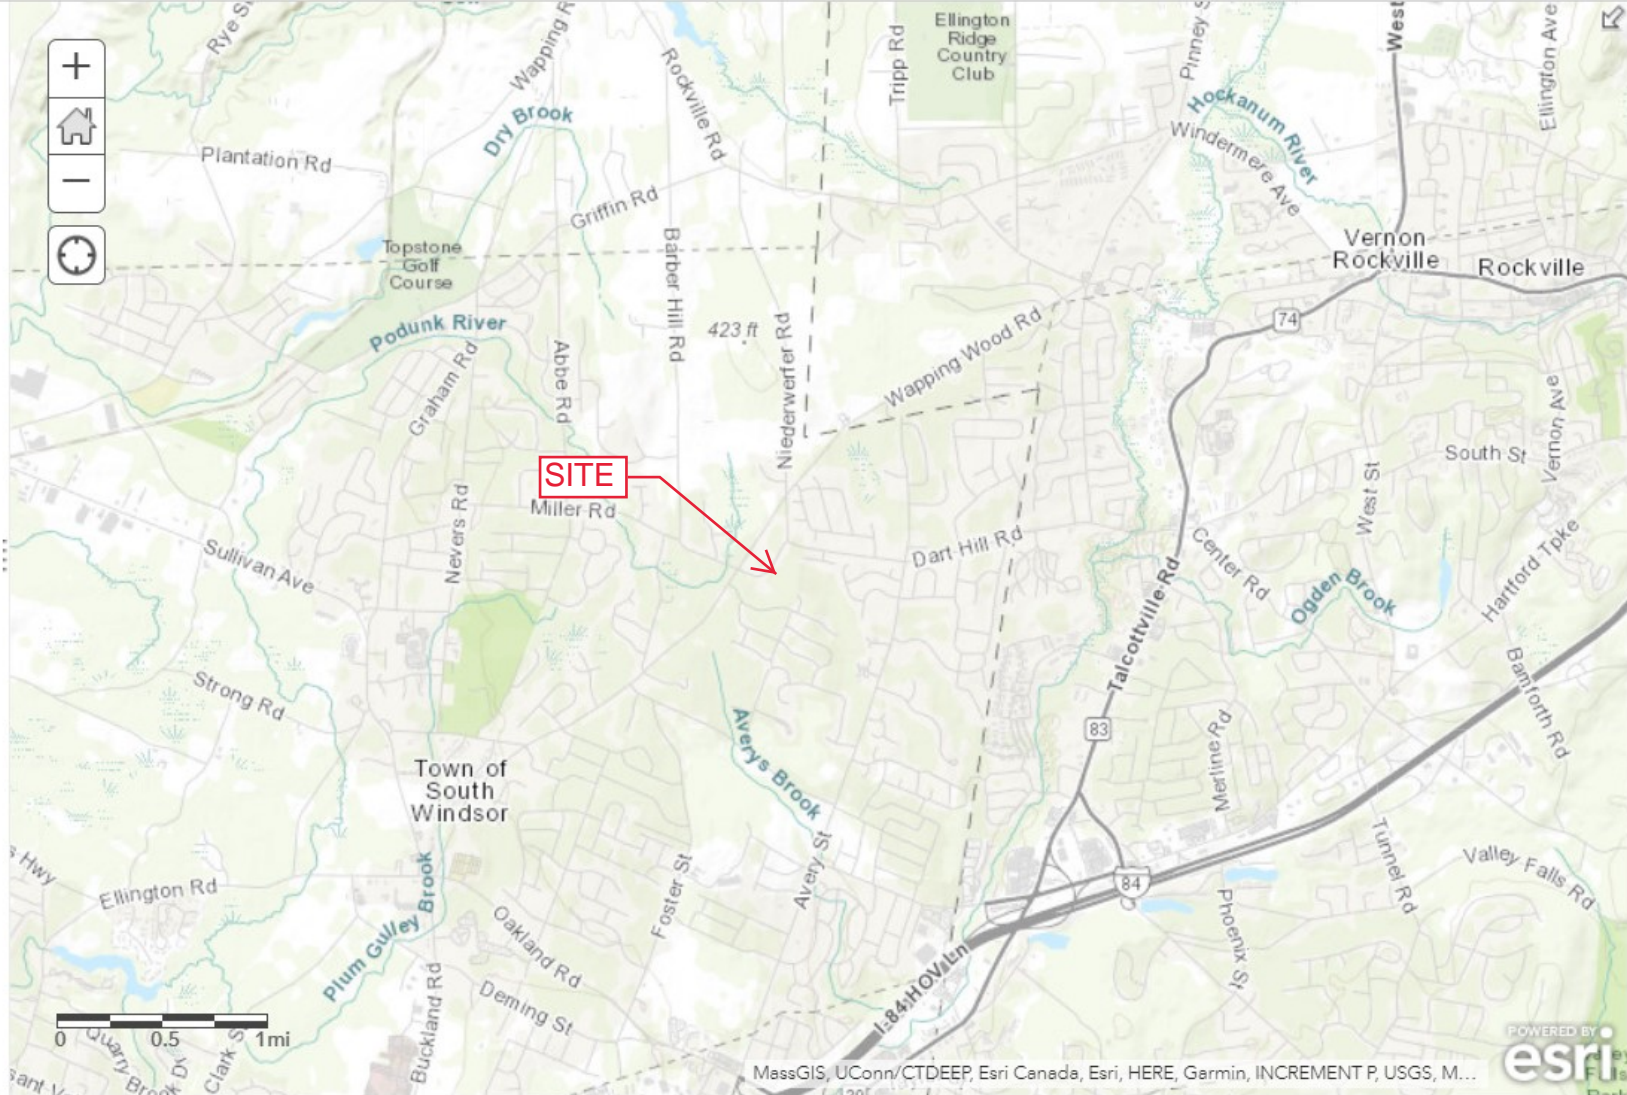 Rye S
Wapping R
Rockville Rd
Tripp Rd
Ellington
Ridge
Country
Club
Pinney S
West
Ellington Ave
+
−
Dry Brook
Hockanum River
Windermere Ave
Plantation Rd
Griffin Rd
Topstone
Golf
Course
Barber Hill Rd
Vernon
Rockville
Rockville
Podunk River
423 ft
Niederwerfer Rd
Wapping Wood Rd
74
Graham Rd
Abbe Rd
South St
Vernon Ave
West St
SITE
Miller Rd
Nevers Rd
Sullivan Ave
Dart Hill Rd
Center Rd
Ogden Brook
Hartford Tpke
Talcottville Rd
Strong Rd
Bamforth Rd
Averys Brook
83
Merline Rd
Town of
South
Windsor
s Hwy
Ellington Rd
Plum Gulley Brook
Foster St
Avery St
84
Tunnel Rd
Valley Falls Rd
Phoenix St
Oakland Rd
Deming St
Buckland Rd
I-84 HOV Ln
0 0.5 1mi
Quarry Brook Dr
Clark S
sant V
MassGIS, UConn/CTDEEP, Esri Canada, Esri, HERE, Garmin, INCREMENT P, USGS, M...
POWERED BY
esri